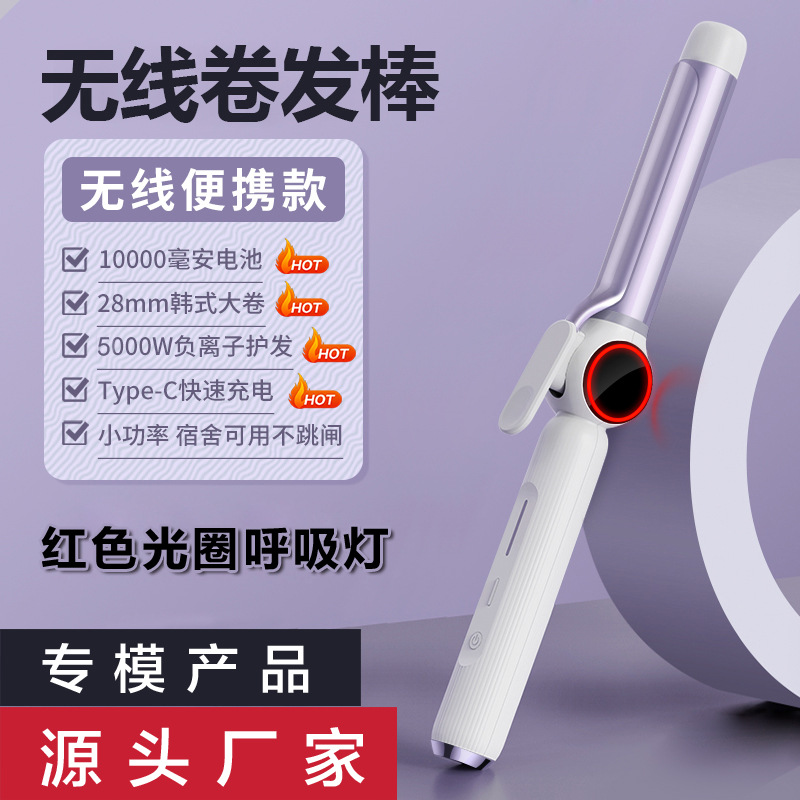 无线卷发棒
无线便携款
10000毫安电池 HOT
28mm韩式大卷 HOT
5000W负离子护发 HOT
Type-C快速充电 HOT
小功率 宿舍可用不跳闸
红色光圈呼吸灯
专模产品
源头厂家